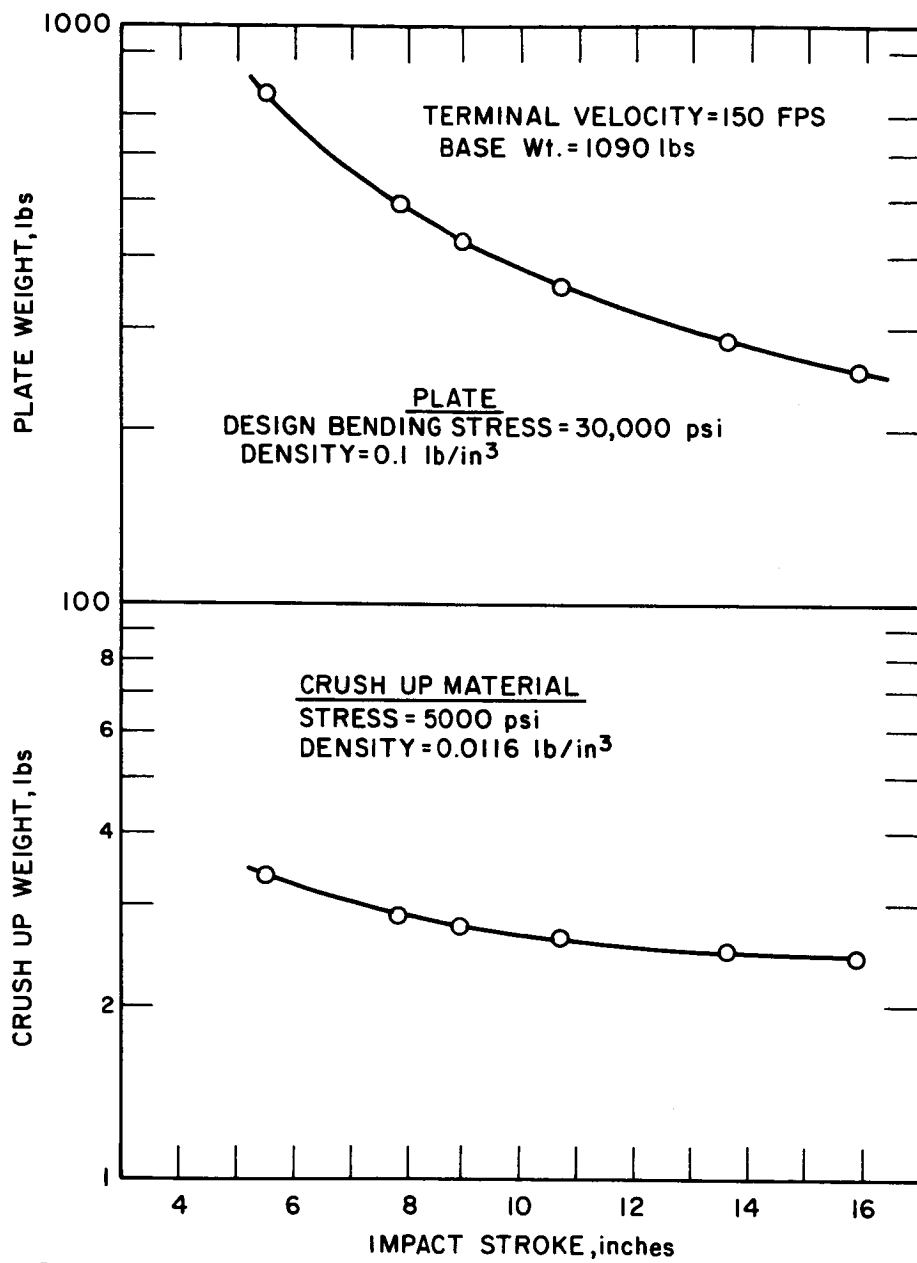 1000
TERMINAL VELOCITY=150 FPS
BASE Wt.=1090 lbs
PLATE WEIGHT, lbs
PLATE
DESIGN BENDING STRESS=30,000 psi
DENSITY=0.1 lb/in³
100
8
CRUSH UP MATERIAL
STRESS=5000 psi
DENSITY=0.0116 lb/in³
6
CRUSH UP WEIGHT, lbs
4
2
1
4 6 8 10 12 14 16
IMPACT STROKE, inches